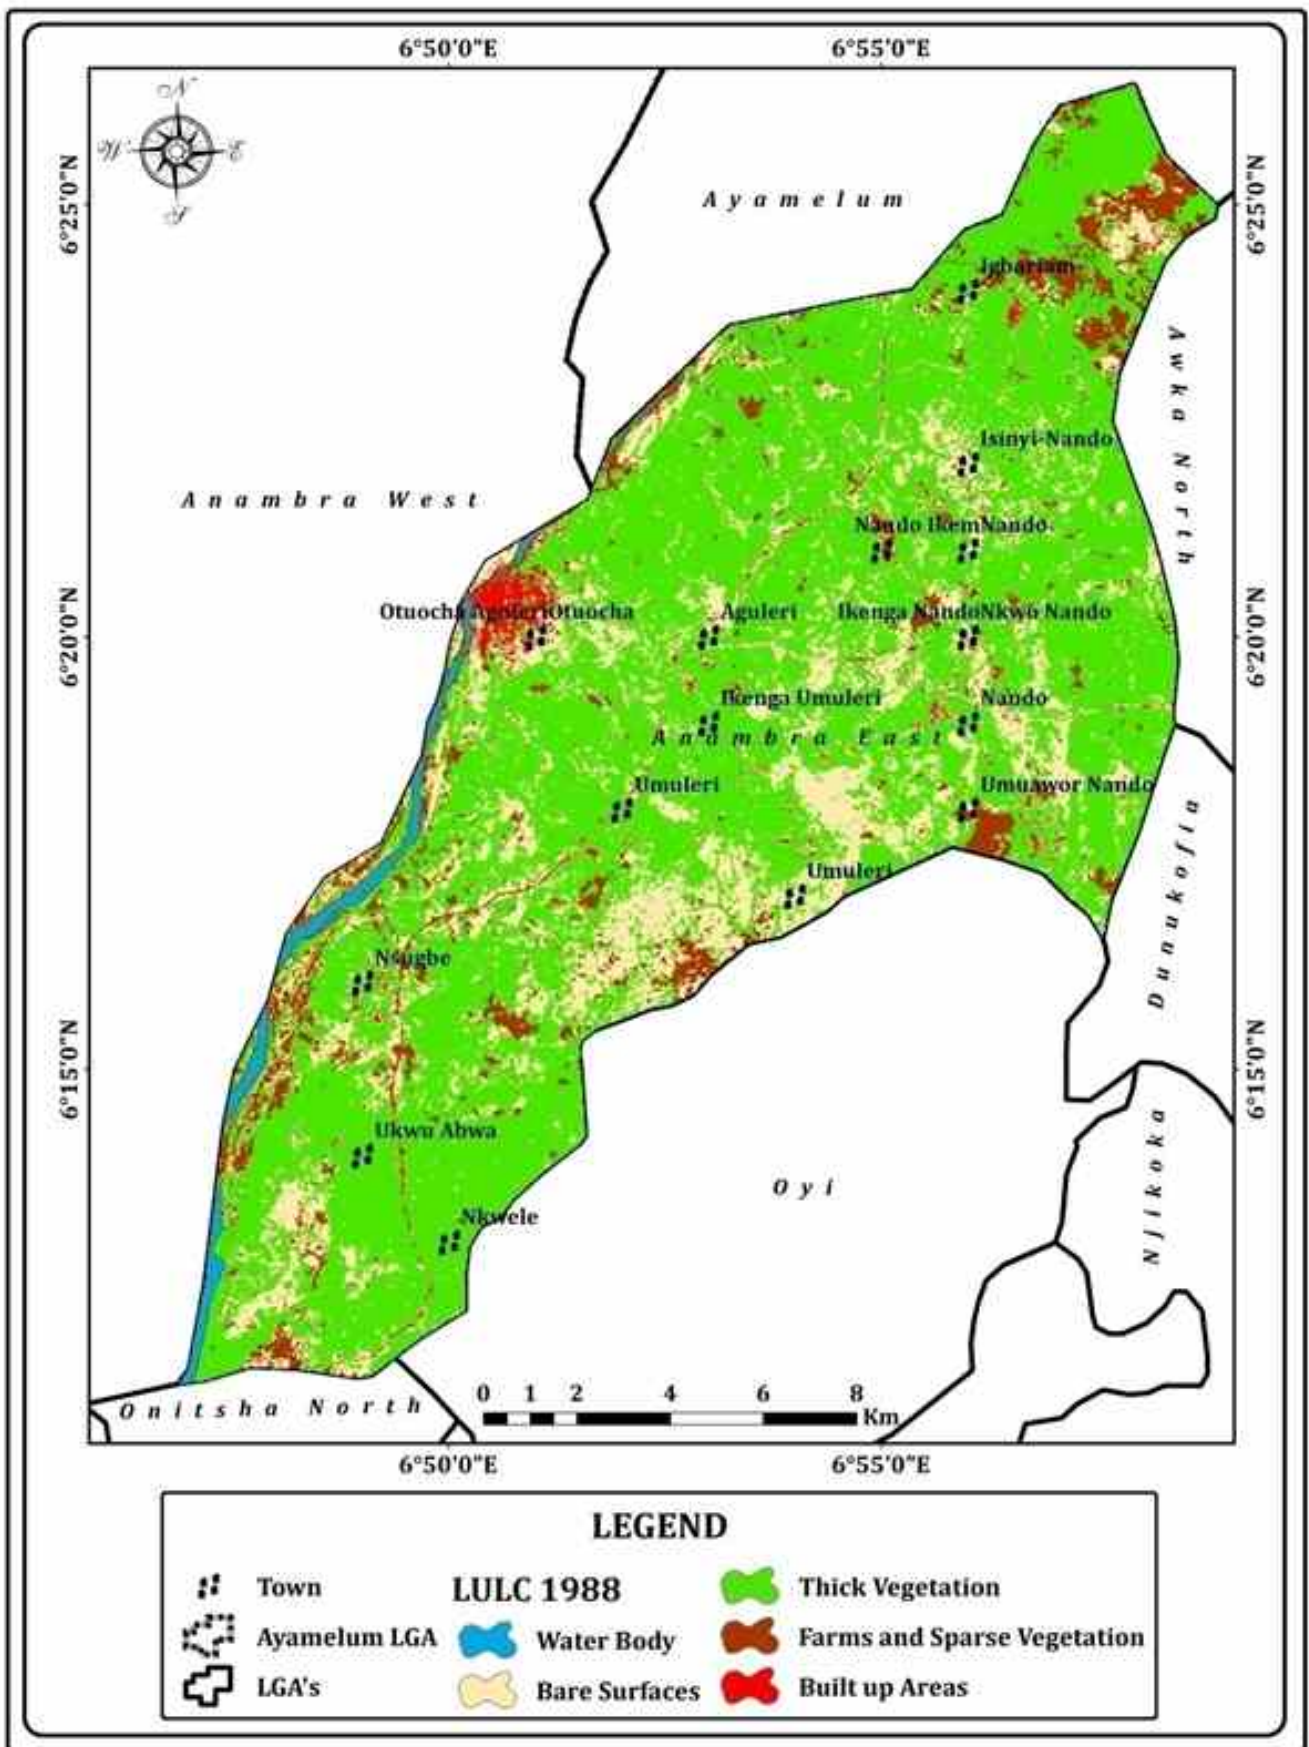 6°50'0"E 6°55'0"E
N
W E
S
6°25'0"N 6°25'0"N
Ayamelum
Igbariam
Awka North
Isinyi-Nando
Anambra West
Nando Ikem Nando
Otuocha Aguleri Otuocha Aguleri Ikenga Nando Nkwo Nando
6°20'0"N 6°20'0"N
Ikenga Umuleri Nando
Anambra East
Umuleri Umuawor Nando
Umuleri
Dunukofia
Nsugbe
6°15'0"N 6°15'0"N
Ukwu Abwa
Njikoka
Oyi
Nkwele
0 1 2 4 6 8
Km
Onitsha North
6°50'0"E 6°55'0"E
LEGEND
Town LULC 1988 Thick Vegetation
Ayamelum LGA Water Body Farms and Sparse Vegetation
LGA's Bare Surfaces Built up Areas